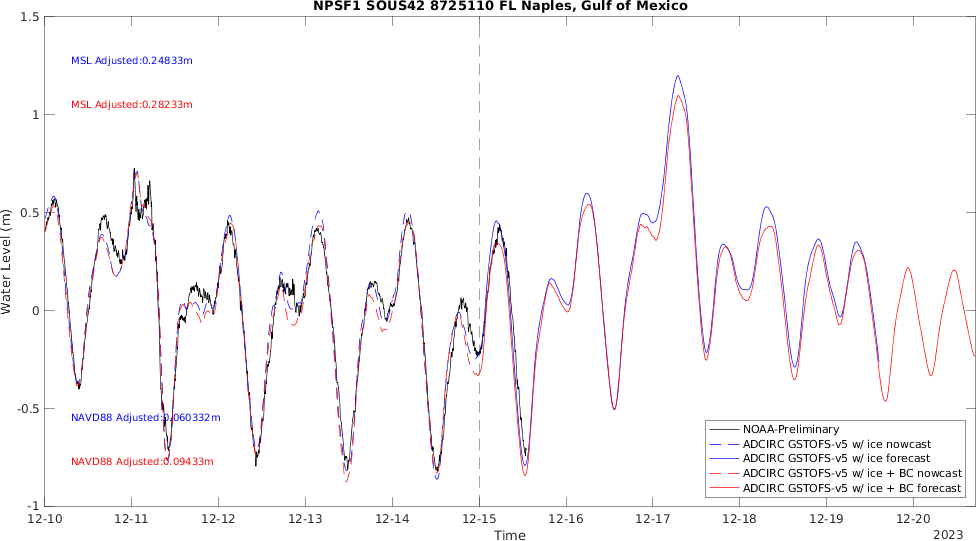 NPSF1 SOUS42 8725110 FL Naples, Gulf of Mexico
1.5
MSL Adjusted:0.24833m
MSL Adjusted:0.28233m
1
0.5
Water Level (m)
0
-0.5
NAVD88 Adjusted:0.060332m
NAVD88 Adjusted:0.09433m
-1
NOAA-Preliminary
ADCIRC GSTOFS-v5 w/ ice nowcast
ADCIRC GSTOFS-v5 w/ ice forecast
ADCIRC GSTOFS-v5 w/ ice + BC nowcast
ADCIRC GSTOFS-v5 w/ ice + BC forecast
12-10 12-11 12-12 12-13 12-14 12-15 12-16 12-17 12-18 12-19 12-20
Time
2023